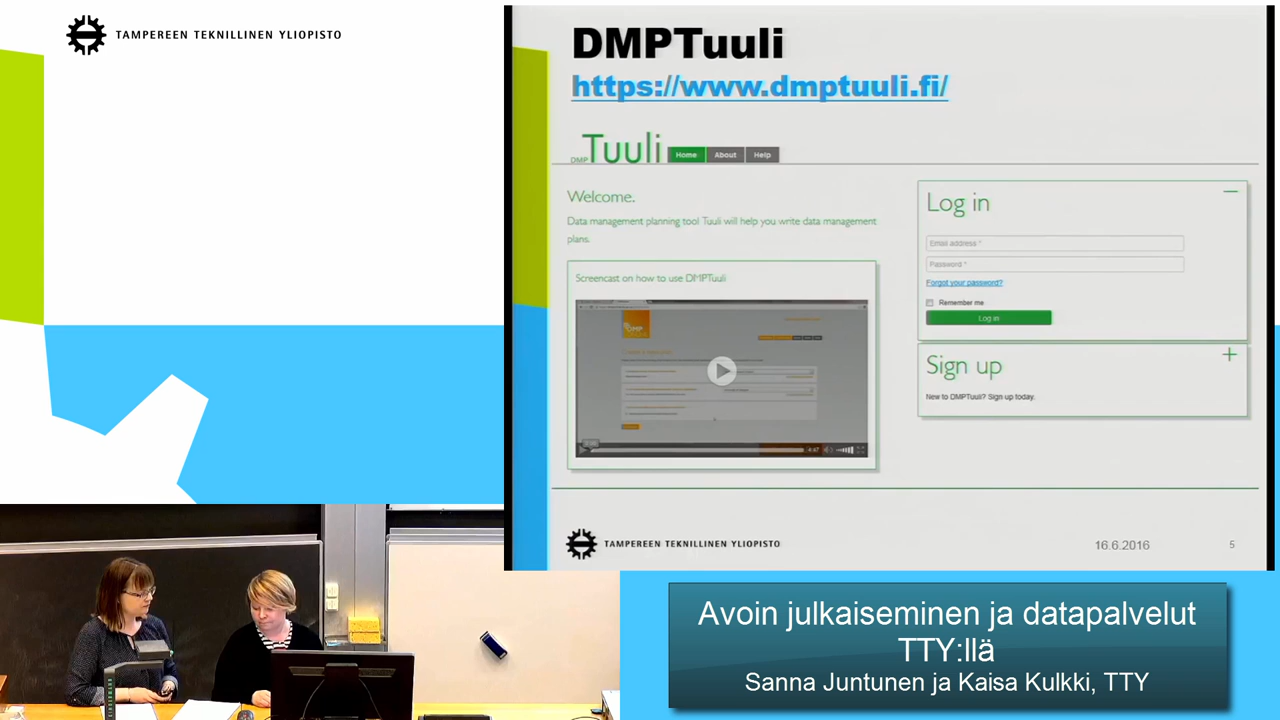 TAMPEREEN TEKNILLINEN YLIOPISTO
DMPTuuli
https://www.dmptuuli.fi/
DMP Tuuli
Home
About
Help
Welcome.
Data management planning tool Tuuli will help you write data management
plans.
Screencast on how to use DMPTuuli
4:47
Log in
Email address *
Password *
Forgot your password?
Remember me
Log in
Sign up
New to DMPTuuli? Sign up today.
TAMPEREEN TEKNILLINEN YLIOPISTO
16.6.2016
5
Avoin julkaiseminen ja datapalvelut
TTY:llä
Sanna Juntunen ja Kaisa Kulkki, TTY